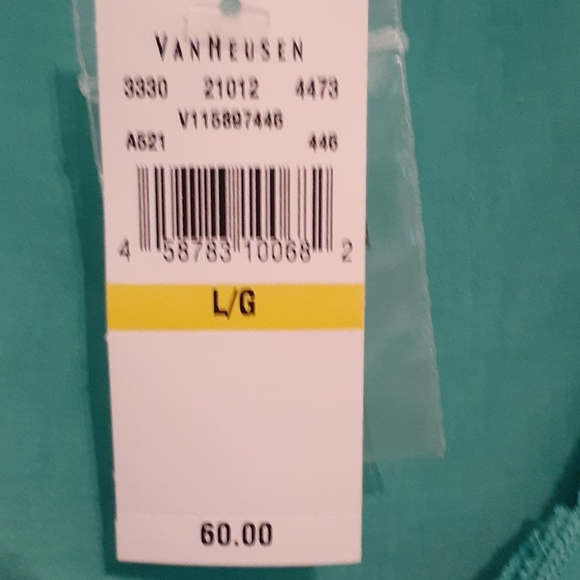 VANHEUSEN
3330 21012 4473
V115897446
A521 446
4 58783 10068 2
L/G
60.00